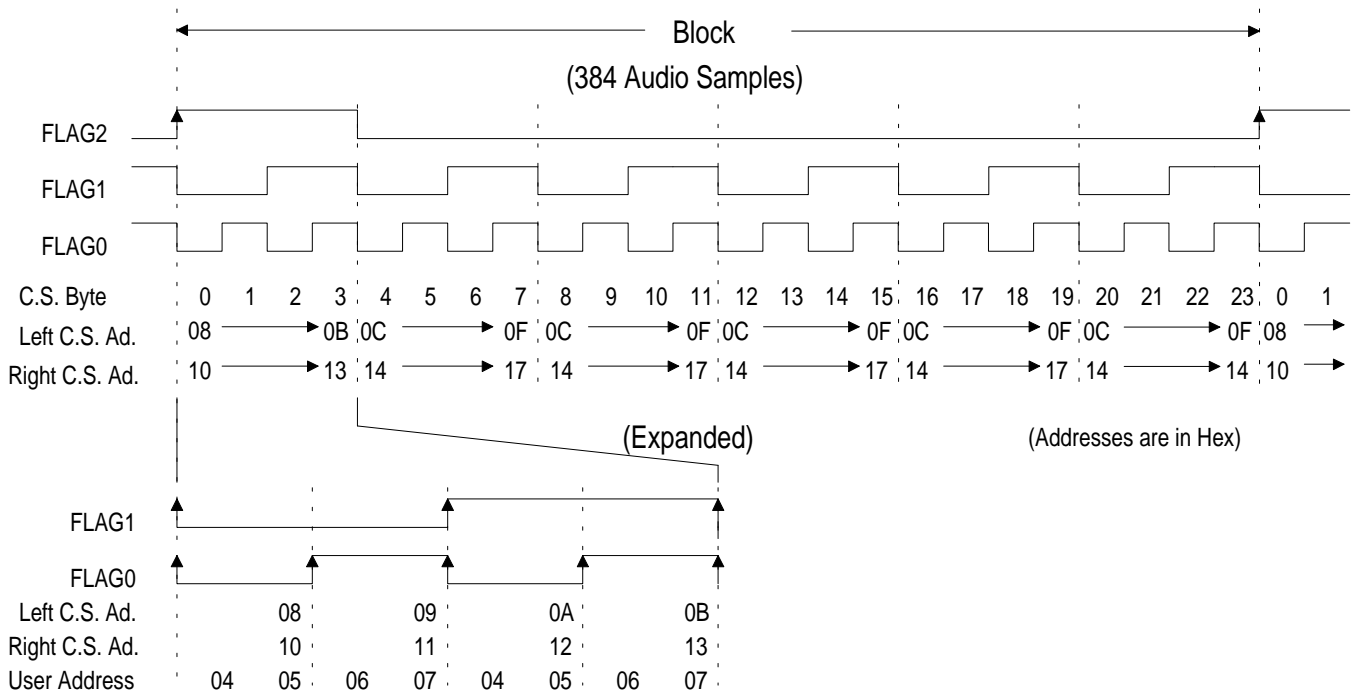 Block
(384 Audio Samples)
FLAG2
FLAG1
FLAG0
C.S. Byte 0 1 2 3 4 5 6 7 8 9 10 11 12 13 14 15 16 17 18 19 20 21 22 23 0 1
Left C.S. Ad. 08 0B 0C 0F 0C 0F 0C 0F 0C 0F 0C 0F 08
Right C.S. Ad. 10 13 14 17 14 17 14 17 14 17 14 14 10
(Expanded) (Addresses are in Hex)
FLAG1
FLAG0
Left C.S. Ad. 08 09 0A 0B
Right C.S. Ad. 10 11 12 13
User Address 04 05 06 07 04 05 06 07